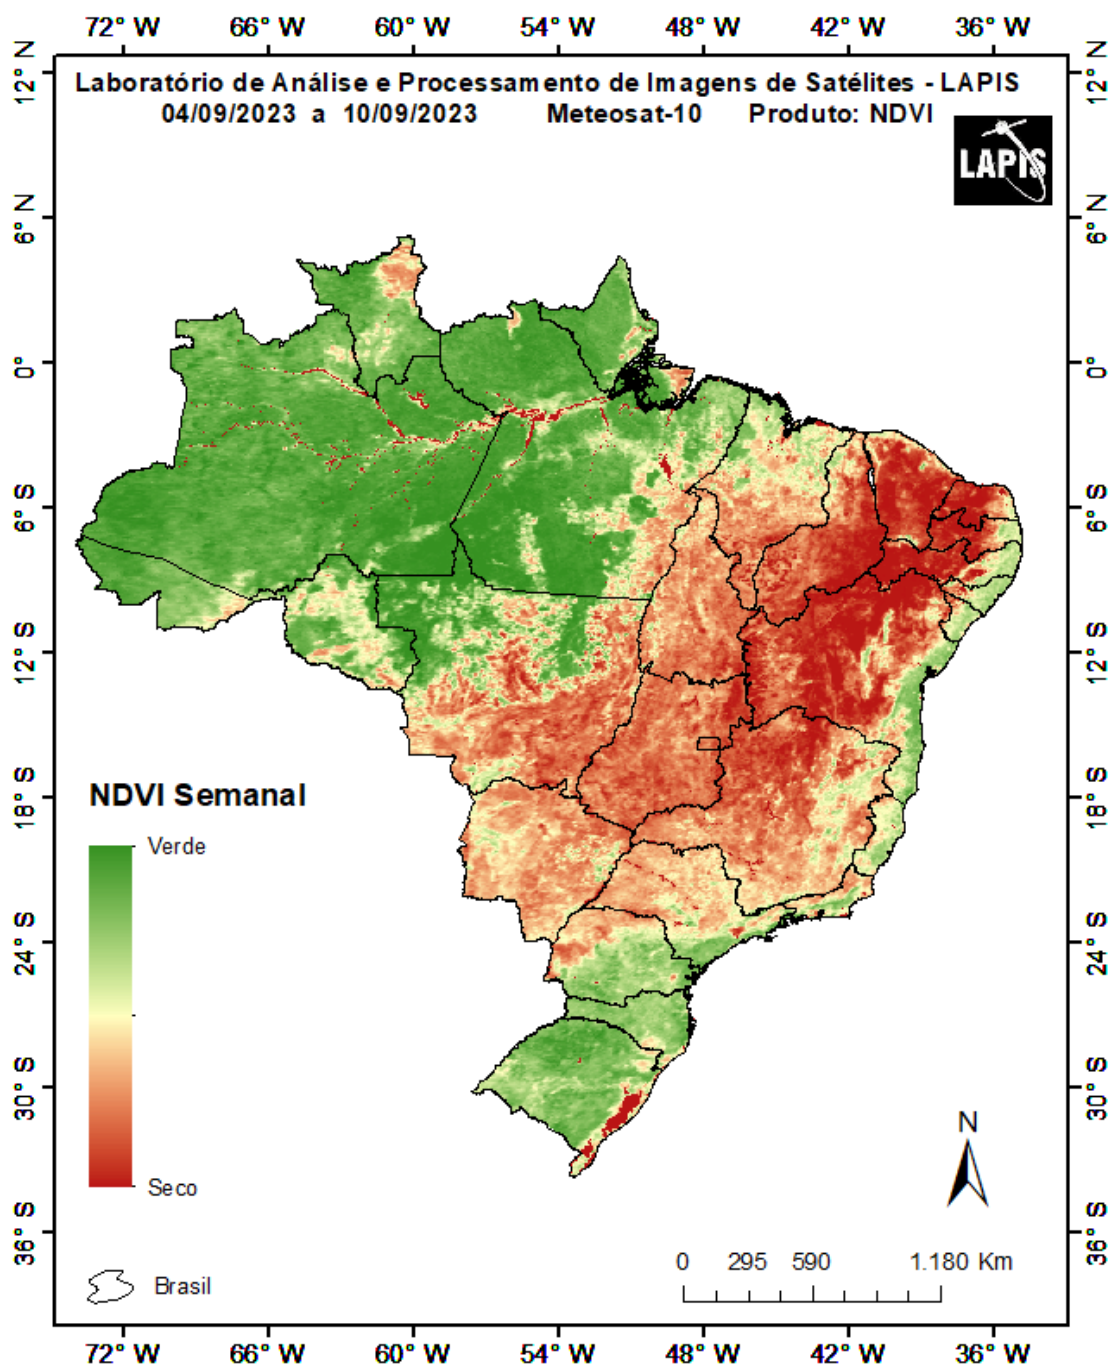 72° W 66° W 60° W 54° W 48° W 42° W 36° W
12° N 12° N
Laboratório de Análise e Processamento de Imagens de Satélites - LAPIS
04/09/2023 a 10/09/2023 Meteosat-10 Produto: NDVI
LAPIS
6° N 6° N
0° 0°
6° S 6° S
12° S 12° S
18° S 18° S
NDVI Semanal
Verde
24° S 24° S
30° S 30° S
N
Seco
36° S 36° S
0 295 590 1.180 Km
Brasil
72° W 66° W 60° W 54° W 48° W 42° W 36° W